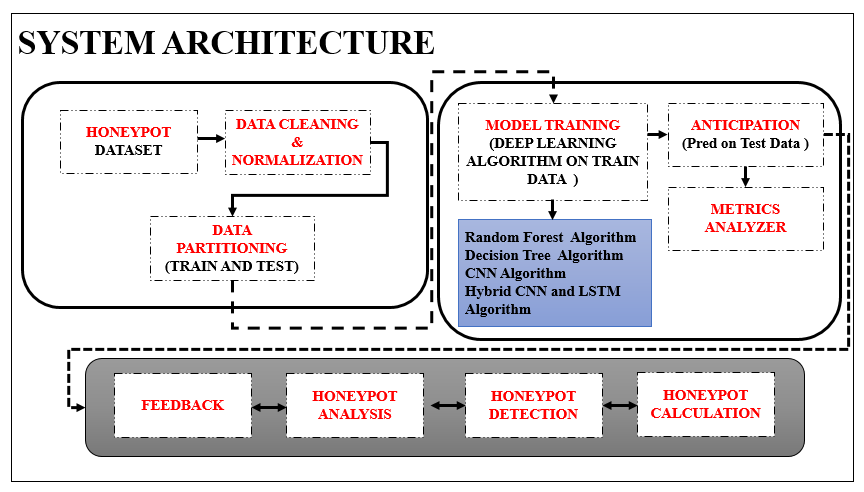 SYSTEM ARCHITECTURE
HONEYPOT
DATASET
DATA CLEANING
&
NORMALIZATION
DATA
PARTITIONING
(TRAIN AND TEST)
MODEL TRAINING
(DEEP LEARNING
ALGORITHM ON TRAIN
DATA )
ANTICIPATION
(Pred on Test Data )
METRICS
ANALYZER
Random Forest Algorithm
Decision Tree Algorithm
CNN Algorithm
Hybrid CNN and LSTM
Algorithm
FEEDBACK
HONEYPOT
ANALYSIS
HONEYPOT
DETECTION
HONEYPOT
CALCULATION